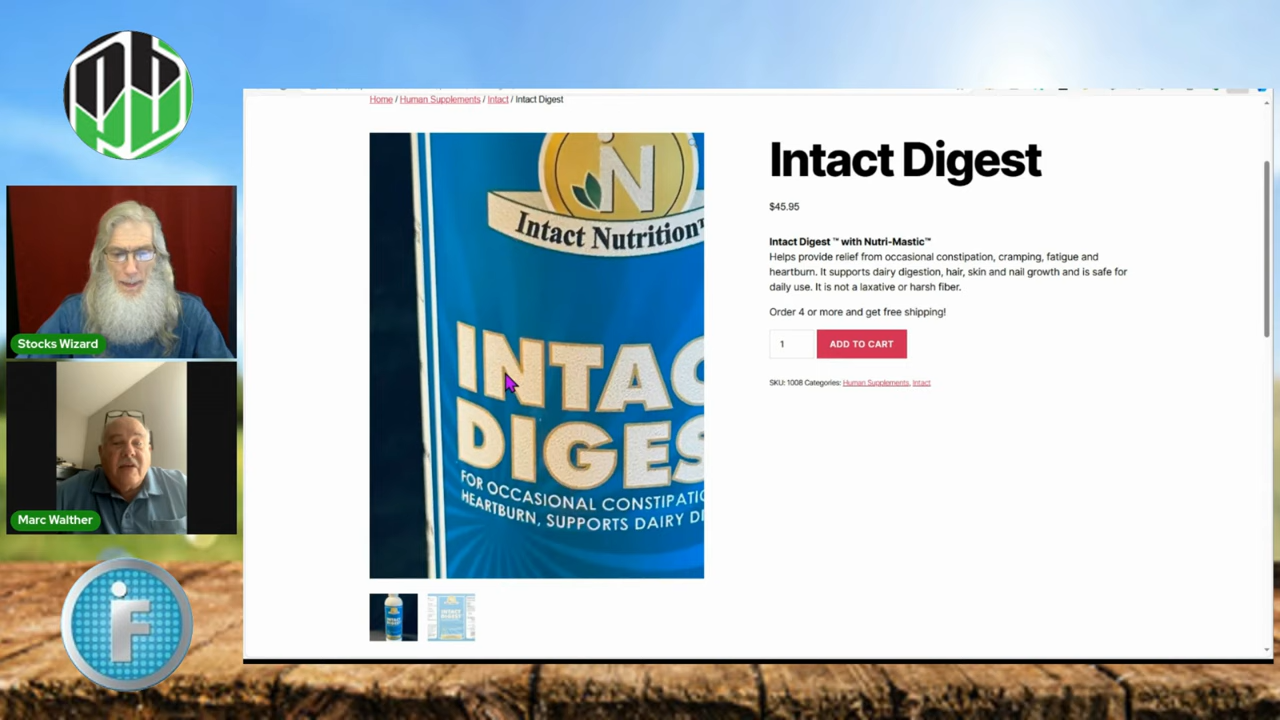 Home / Human Supplements / Intact / Intact Digest
Intact Digest
$45.95
Intact Digest ™ with Nutri-Mastic™
Helps provide relief from occasional constipation, cramping, fatigue and
heartburn. It supports dairy digestion, hair, skin and nail growth and is safe for
daily use. It is not a laxative or harsh fiber.
Order 4 or more and get free shipping!
1
ADD TO CART
SKU: 1008 Categories: Human Supplements, Intact
N
Intact Nutrition™
INTAC
DIGES
FOR OCCASIONAL CONSTIPATIO
HEARTBURN, SUPPORTS DAIRY DI
Stocks Wizard
Marc Walther
iF